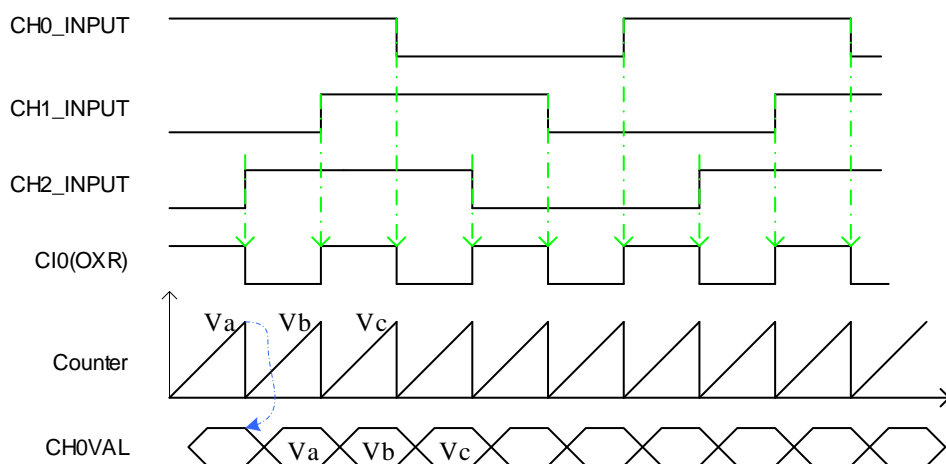 CH0_INPUT
CH1_INPUT
CH2_INPUT
CI0(OXR)
Va Vb Vc
Counter
CH0VAL Va Vb Vc